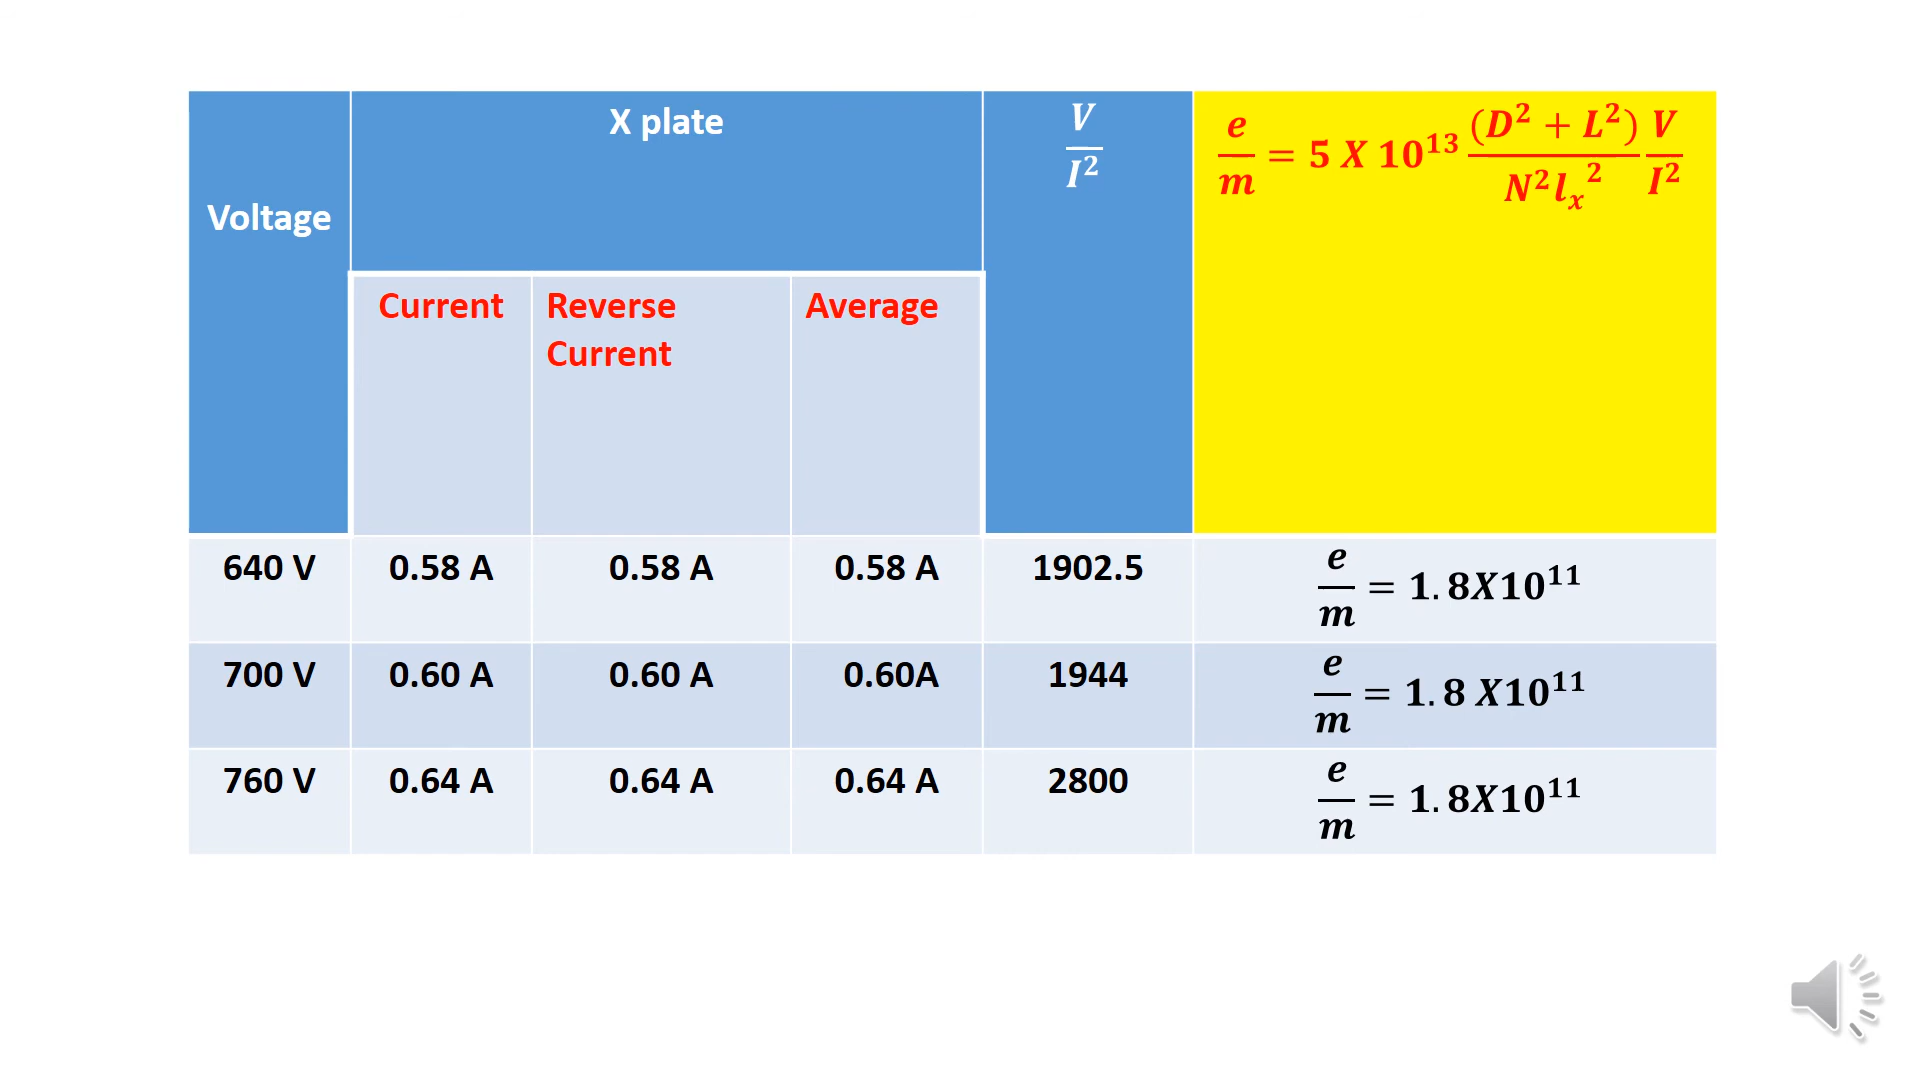 X plate
V/I²
e/m = 5 X 10¹³ (D² + L²)/(N²lₓ²) V/I²
Voltage
Current
Reverse
Current
Average
640 V 0.58 A 0.58 A 0.58 A 1902.5 e/m = 1.8X10¹¹
700 V 0.60 A 0.60 A 0.60A 1944 e/m = 1.8 X10¹¹
760 V 0.64 A 0.64 A 0.64 A 2800 e/m = 1.8X10¹¹